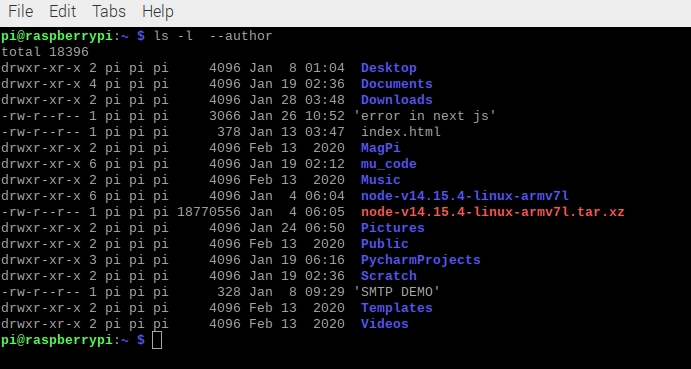 File Edit Tabs Help
pi@raspberrypi:~ $ ls -l  --author
total 18396
drwxr-xr-x 2 pi pi pi     4096 Jan  8 01:04  Desktop
drwxr-xr-x 4 pi pi pi     4096 Jan 19 02:36  Documents
drwxr-xr-x 2 pi pi pi     4096 Jan 28 03:48  Downloads
-rw-r--r-- 1 pi pi pi     3066 Jan 26 10:52 'error in next js'
-rw-r--r-- 1 pi pi pi      378 Jan 13 03:47  index.html
drwxr-xr-x 2 pi pi pi     4096 Feb 13  2020  MagPi
drwxr-xr-x 6 pi pi pi     4096 Jan 19 02:12  mu_code
drwxr-xr-x 2 pi pi pi     4096 Feb 13  2020  Music
drwxr-xr-x 6 pi pi pi     4096 Jan  4 06:04  node-v14.15.4-linux-armv7l
-rw-r--r-- 1 pi pi pi 18770556 Jan  4 06:05  node-v14.15.4-linux-armv7l.tar.xz
drwxr-xr-x 2 pi pi pi     4096 Jan 24 06:50  Pictures
drwxr-xr-x 2 pi pi pi     4096 Feb 13  2020  Public
drwxr-xr-x 3 pi pi pi     4096 Jan 19 06:16  PycharmProjects
drwxr-xr-x 2 pi pi pi     4096 Jan 19 02:36  Scratch
-rw-r--r-- 1 pi pi pi      328 Jan  8 09:29 'SMTP DEMO'
drwxr-xr-x 2 pi pi pi     4096 Feb 13  2020  Templates
drwxr-xr-x 2 pi pi pi     4096 Feb 13  2020  Videos
pi@raspberrypi:~ $